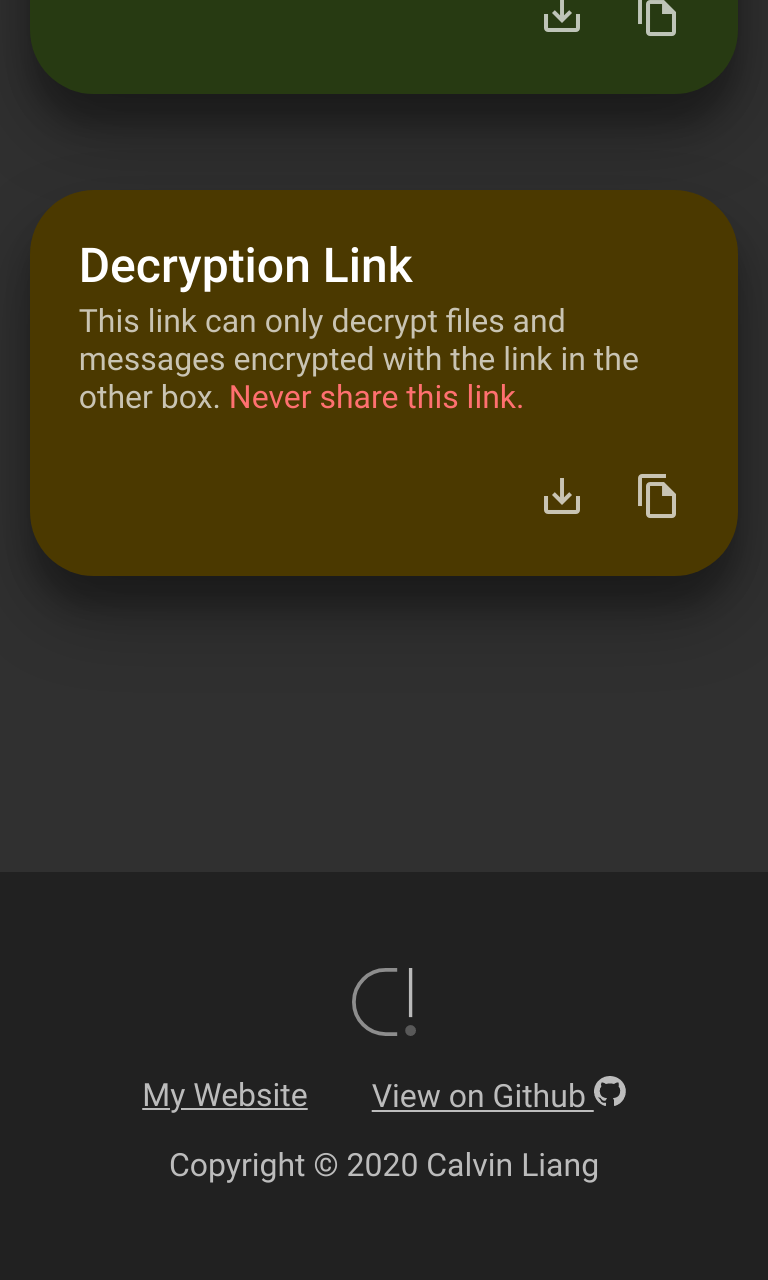 Decryption Link
This link can only decrypt files and
messages encrypted with the link in the
other box. Never share this link.
My Website
View on Github
Copyright © 2020 Calvin Liang